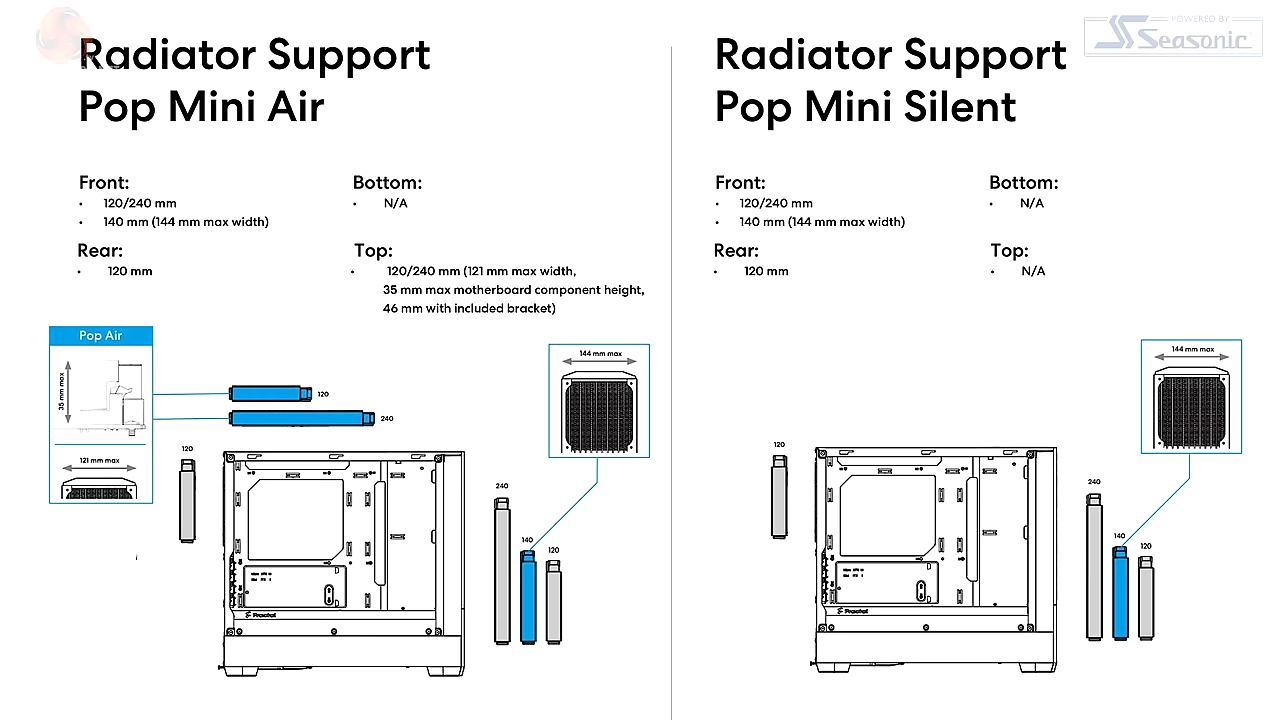 POWERED BY
Seasonic
Radiator Support
Pop Mini Air
Front:
• 120/240 mm
• 140 mm (144 mm max width)
Bottom:
• N/A
Rear:
• 120 mm
Top:
• 120/240 mm (121 mm max width,
35 mm max motherboard component height,
46 mm with included bracket)
Pop Air
35 mm max
121 mm max
120
240
120
144 mm max
240
140
120
Fractal
Radiator Support
Pop Mini Silent
Front:
• 120/240 mm
• 140 mm (144 mm max width)
Bottom:
• N/A
Rear:
• 120 mm
Top:
• N/A
144 mm max
120
240
140
120
Fractal